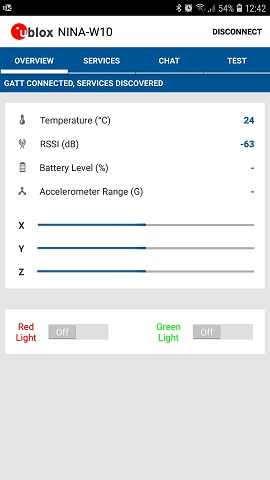 54% 12:42
ublox NINA-W10 DISCONNECT
OVERVIEW SERVICES CHAT TEST
GATT CONNECTED, SERVICES DISCOVERED
Temperature (°C) 24
RSSI (dB) -63
Battery Level (%) -
Accelerometer Range (G) -
X
Y
Z
Red Light Off Green Light Off